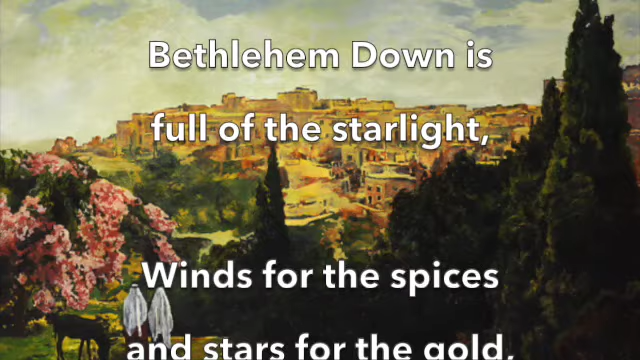 Bethlehem Down is
full of the starlight,
Winds for the spices
and stars for the gold,